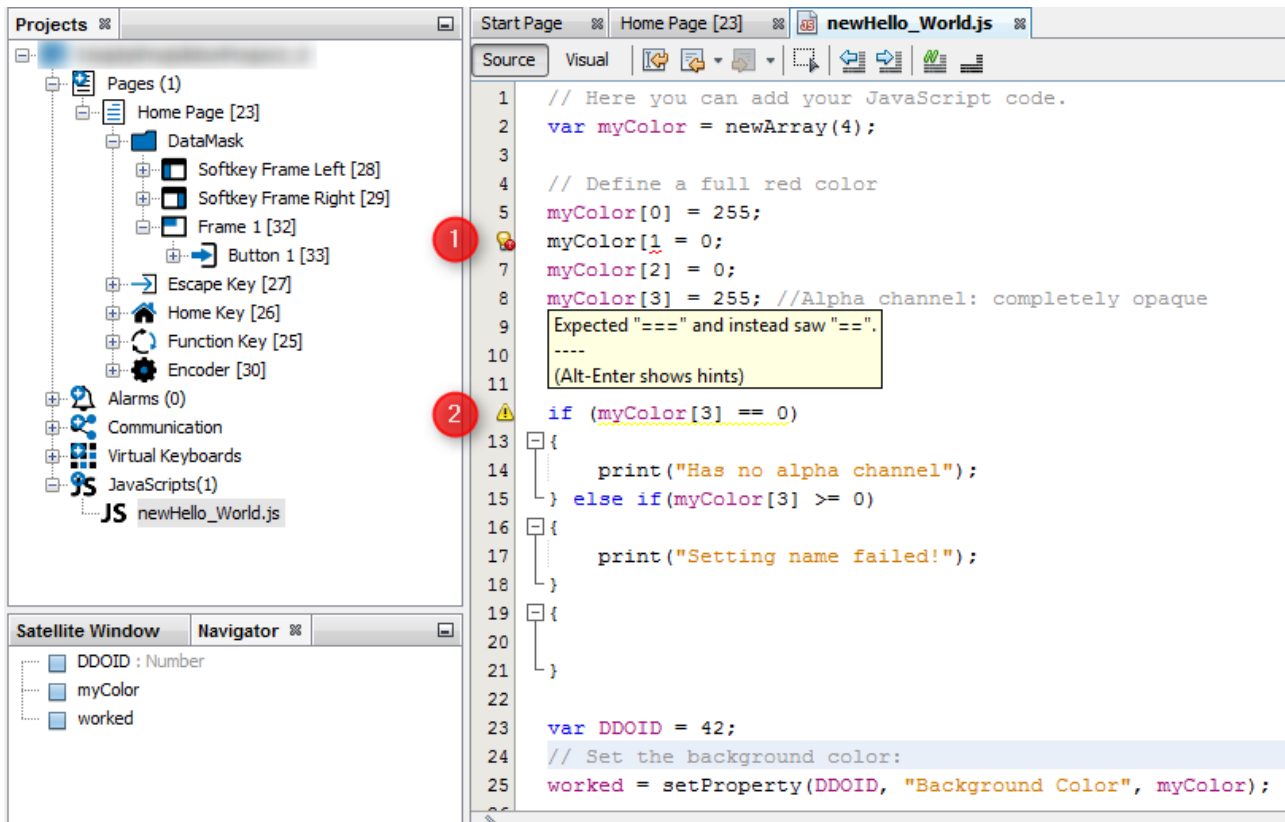 Projects
Pages (1)
Home Page [23]
DataMask
Softkey Frame Left [28]
Softkey Frame Right [29]
Frame 1 [32]
Button 1 [33]
Escape Key [27]
Home Key [26]
Function Key [25]
Encoder [30]
Alarms (0)
Communication
Virtual Keyboards
JavaScripts(1)
JS newHello_World.js
Satellite Window Navigator
DDOID : Number
myColor
worked
Start Page Home Page [23] newHello_World.js
Source Visual
1 // Here you can add your JavaScript code.
2 var myColor = newArray(4);
3
4 // Define a full red color
5 myColor[0] = 255;
1 myColor[1 = 0;
7 myColor[2] = 0;
8 myColor[3] = 255; //Alpha channel: completely opaque
9 Expected "===" and instead saw "==".
10 ----
11 (Alt-Enter shows hints)
2 if (myColor[3] == 0)
13 {
14 print("Has no alpha channel");
15 } else if(myColor[3] >= 0)
16 {
17 print("Setting name failed!");
18 }
19 {
20
21 }
22
23 var DDOID = 42;
24 // Set the background color:
25 worked = setProperty(DDOID, "Background Color", myColor);